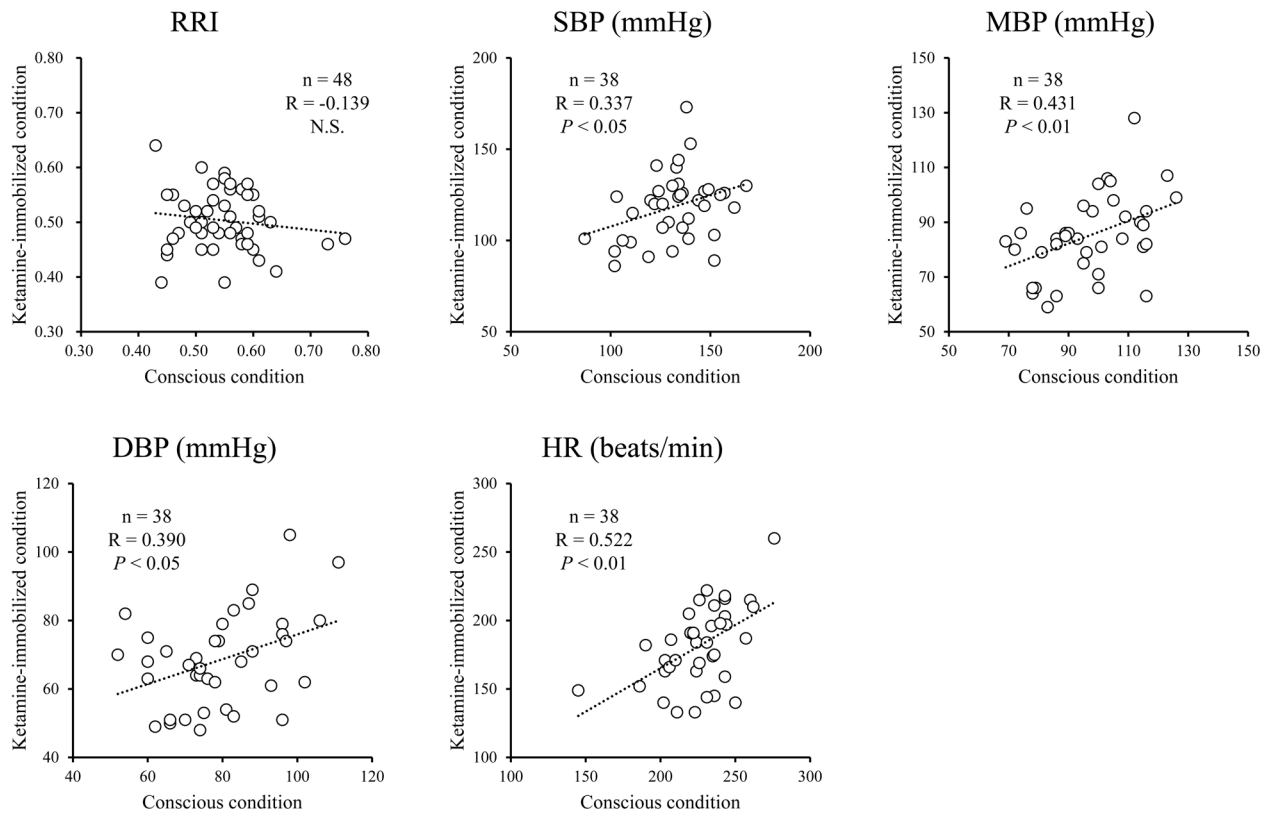 RRI
Ketamine-immobilized condition
0.80
0.70
0.60
0.50
0.40
0.30
n = 48
R = -0.139
N.S.
0.30 0.40 0.50 0.60 0.70 0.80
Conscious condition
SBP (mmHg)
Ketamine-immobilized condition
200
150
100
50
n = 38
R = 0.337
P < 0.05
50 100 150 200
Conscious condition
MBP (mmHg)
Ketamine-immobilized condition
150
130
110
90
70
50
n = 38
R = 0.431
P < 0.01
50 70 90 110 130 150
Conscious condition
DBP (mmHg)
Ketamine-immobilized condition
120
100
80
60
40
n = 38
R = 0.390
P < 0.05
40 60 80 100 120
Conscious condition
HR (beats/min)
Ketamine-immobilized condition
300
250
200
150
100
n = 38
R = 0.522
P < 0.01
100 150 200 250 300
Conscious condition